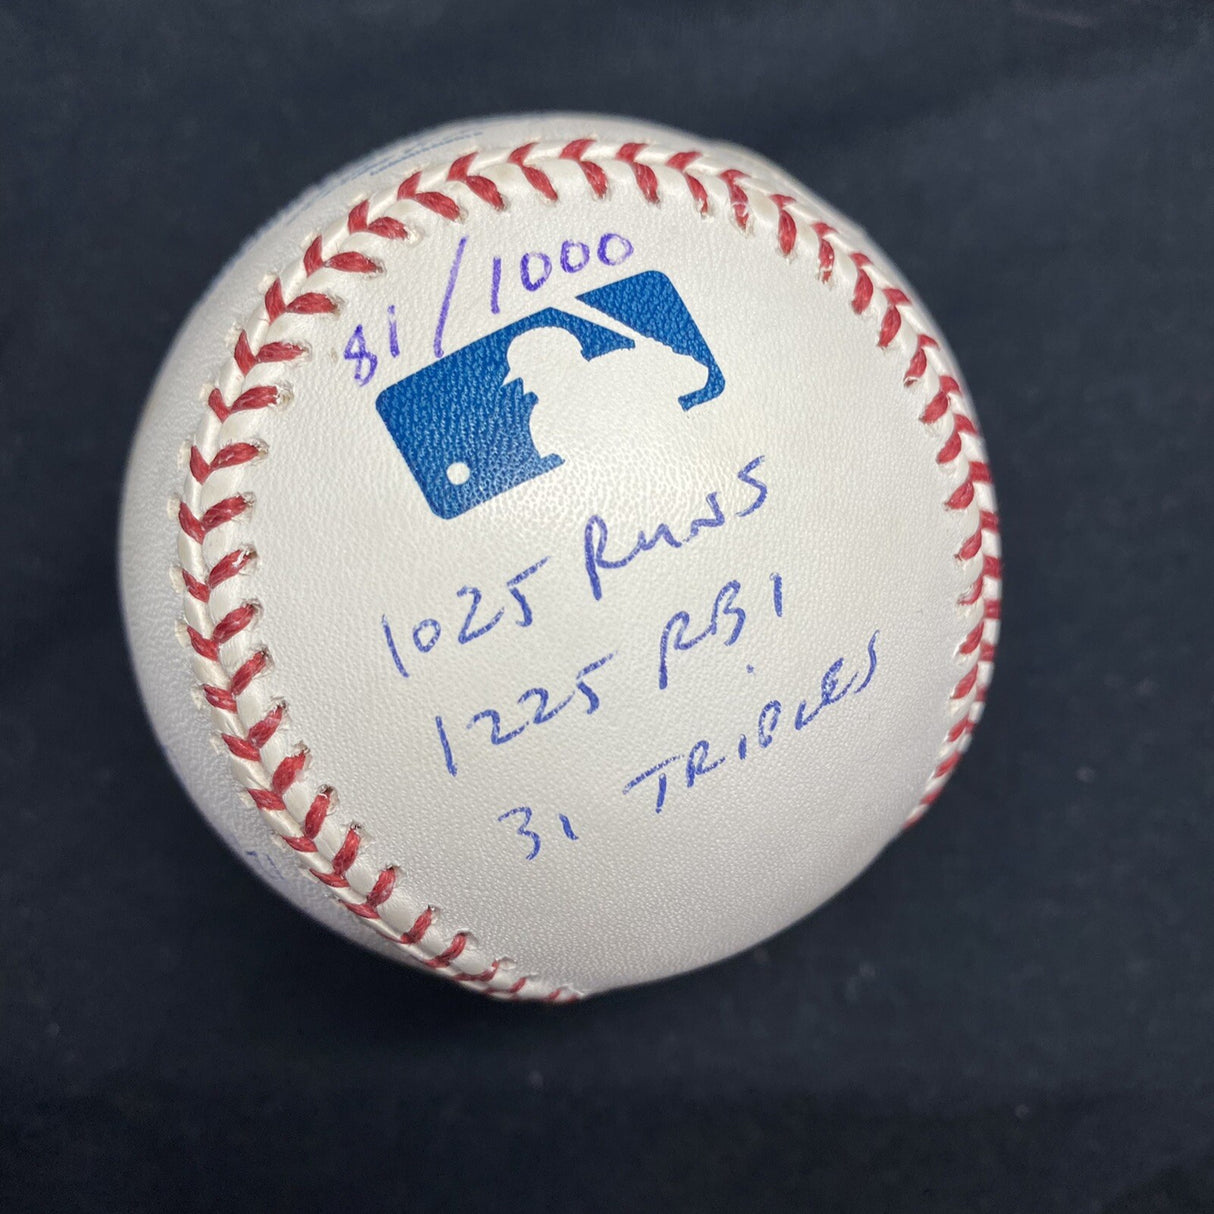 81/1000
1025 RUNS
1225 RBI
31 TRIPLES